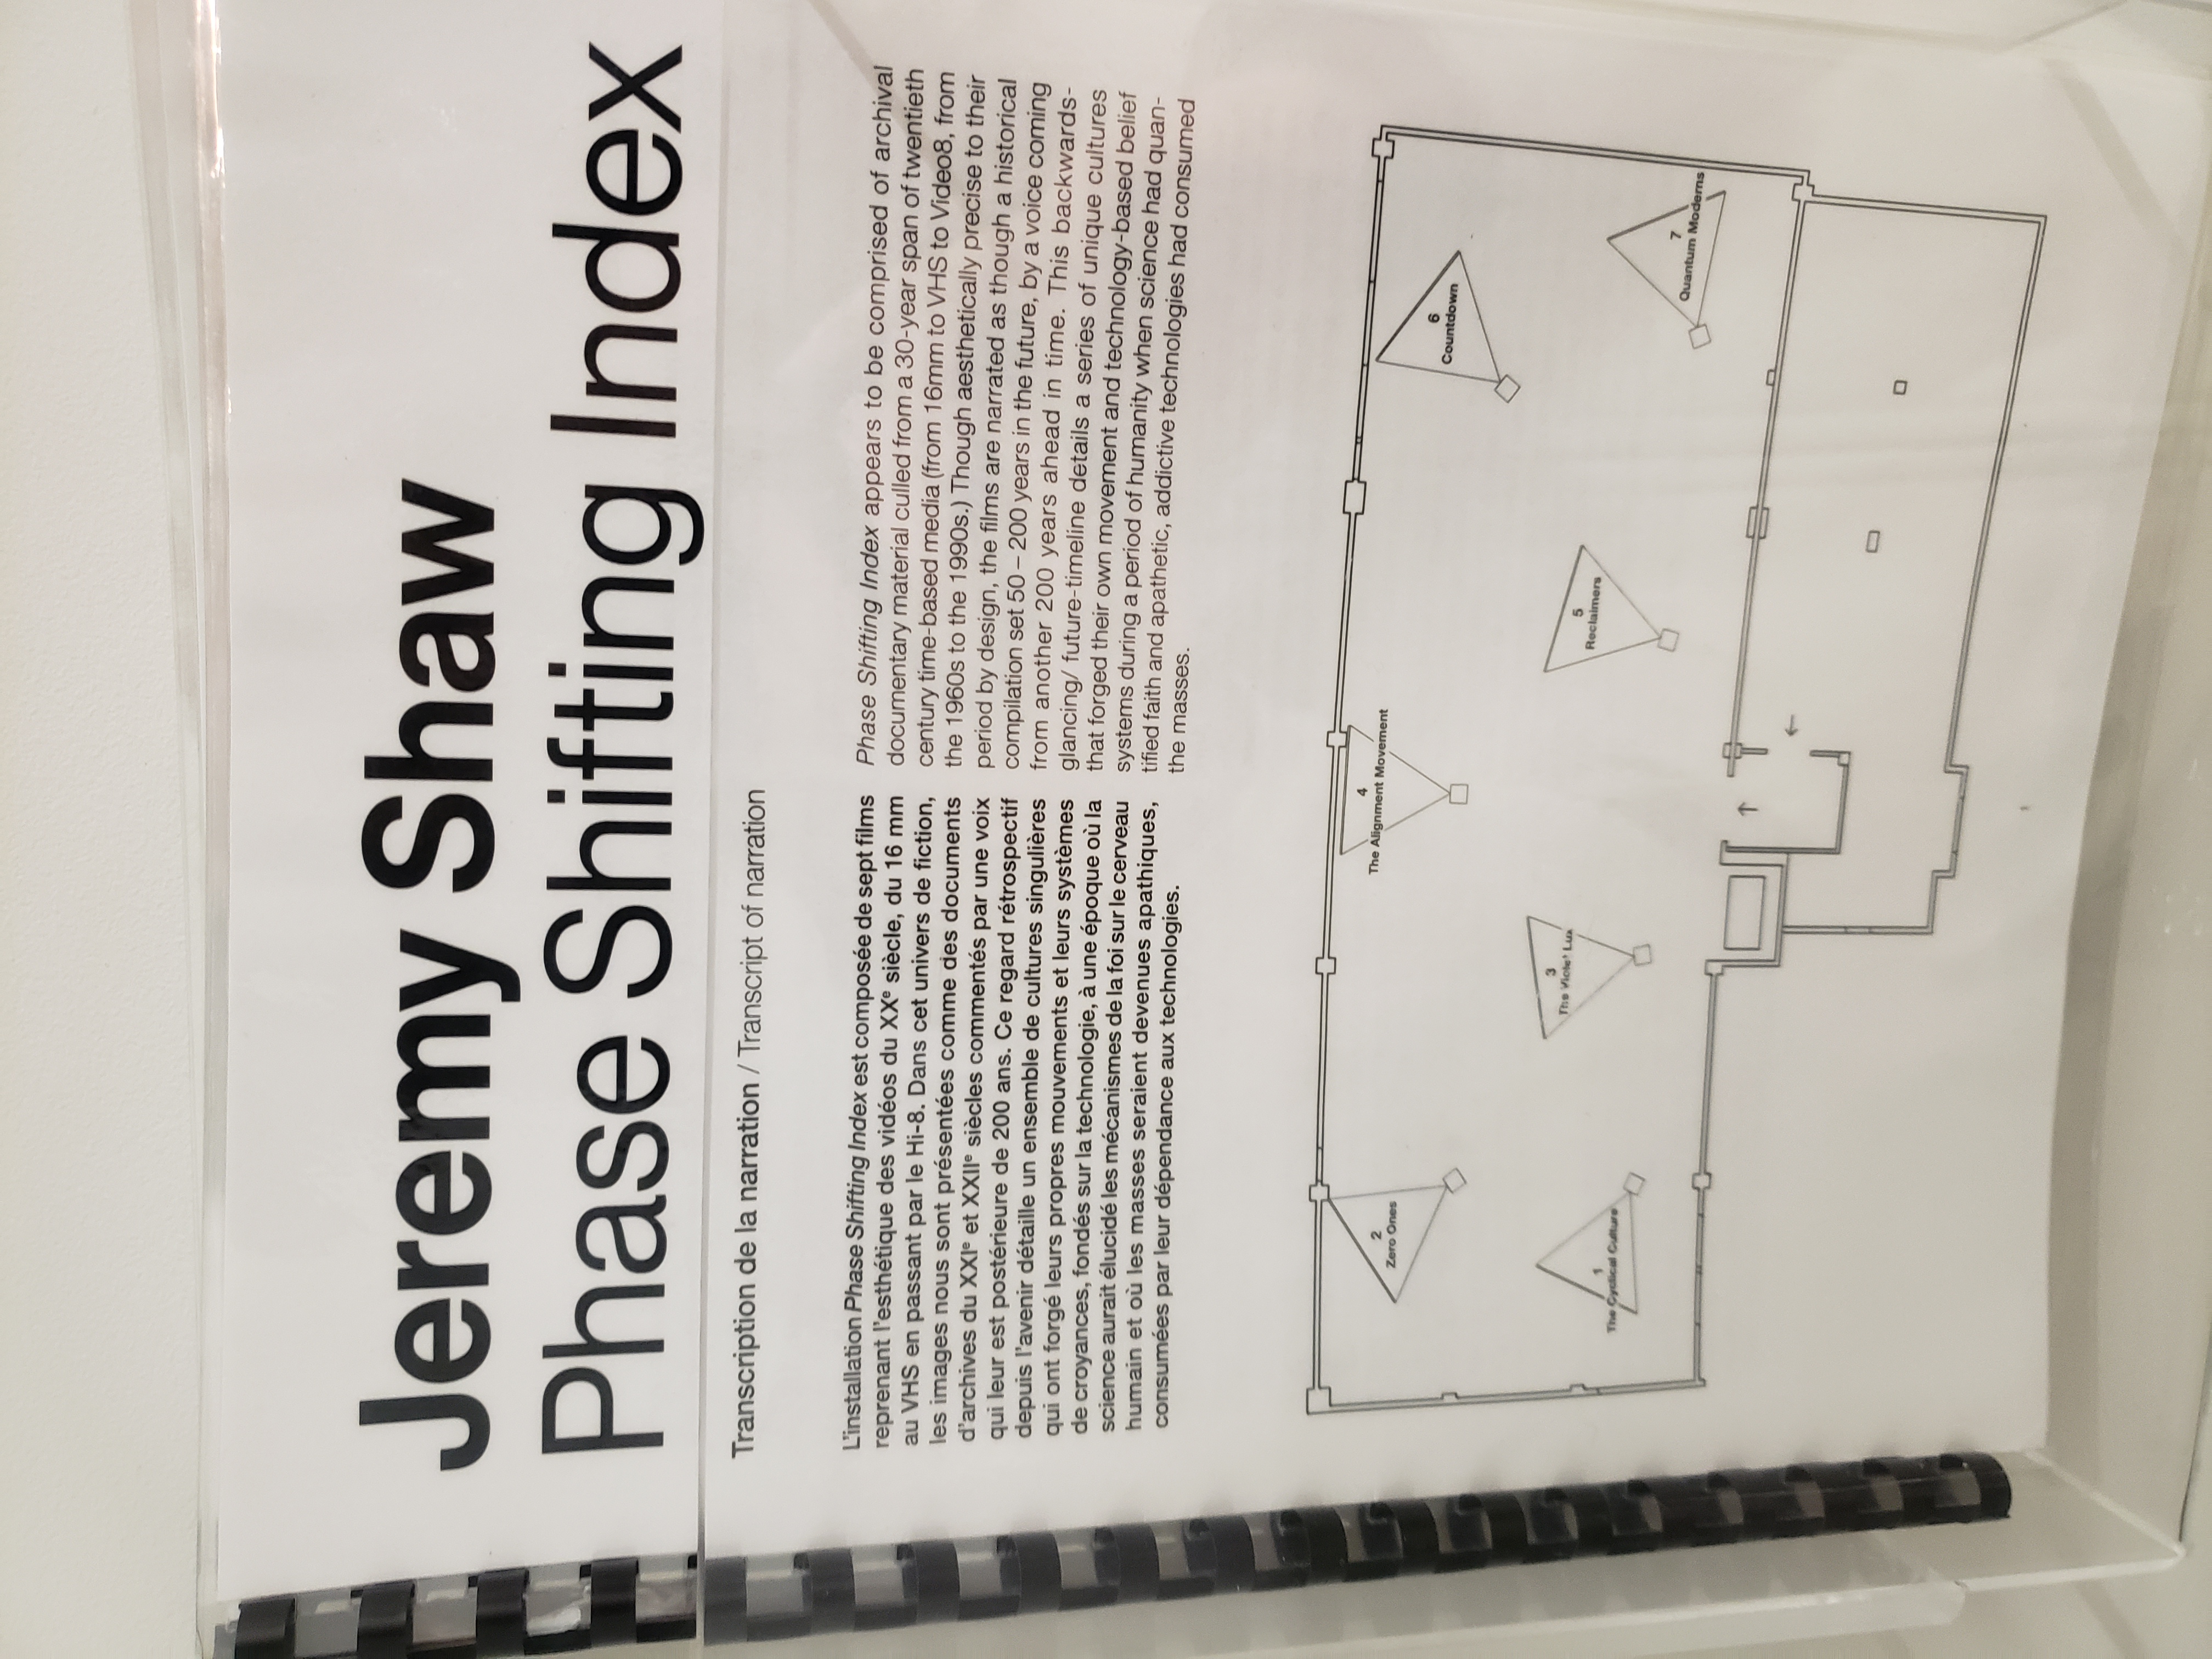 Jeremy Shaw
Phase Shifting Index
Transcription de la narration / Transcript of narration
L'installation Phase Shifting Index est composée de sept films
reprenant l'esthétique des vidéos du XXe siècle, du 16 mm
au VHS en passant par le Hi-8. Dans cet univers de fiction,
les images nous sont présentées comme des documents
d'archives du XXIe et XXIIe siècles commentés par une voix
qui leur est postérieure de 200 ans. Ce regard rétrospectif
depuis l'avenir détaille un ensemble de cultures singulières
qui ont forgé leurs propres mouvements et leurs systèmes
de croyances, fondés sur la technologie, à une époque où la
science aurait élucidé les mécanismes de la foi sur le cerveau
humain et où les masses seraient devenues apathiques,
consumées par leur dépendance aux technologies.
Phase Shifting Index appears to be comprised of archival
documentary material culled from a 30-year span of twentieth
century time-based media (from 16mm to VHS to Video8, from
the 1960s to the 1990s.) Though aesthetically precise to their
period by design, the films are narrated as though a historical
compilation set 50 – 200 years in the future, by a voice coming
from another 200 years ahead in time. This backwards-
glancing/ future-timeline details a series of unique cultures
that forged their own movement and technology-based belief
systems during a period of humanity when science had quan-
tified faith and apathetic, addictive technologies had consumed
the masses.
2
Zero Ones
4
The Alignment Movement
6
Countdown
1
The Cyclical Culture
3
The Violet Lux
5
Reclaimers
7
Quantum Moderns
1